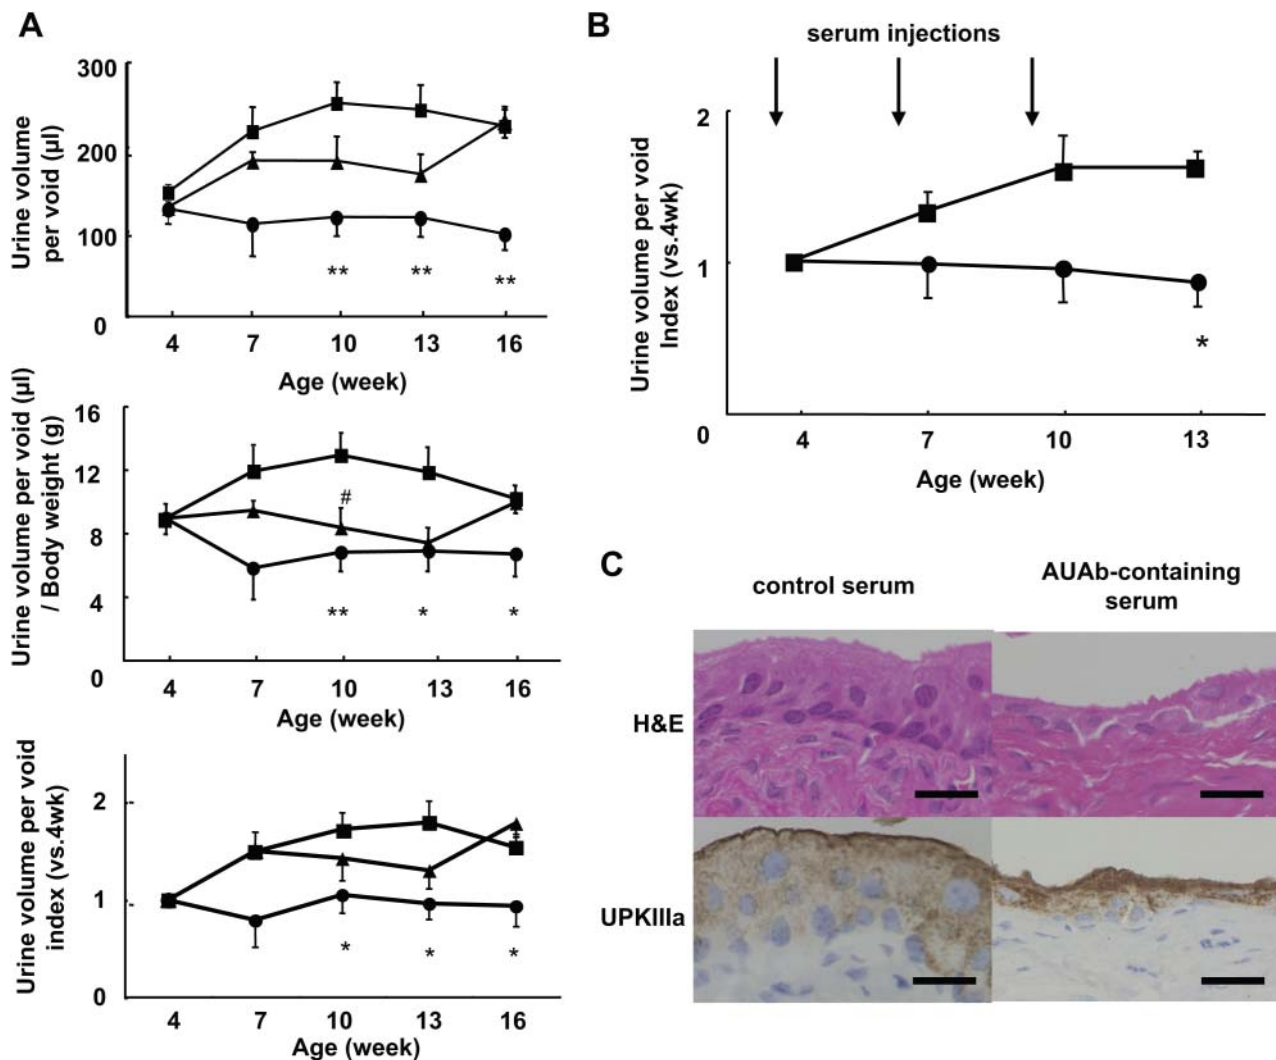 A
Urine volume
per void (µl)
300
200
100
0
**
**
**
4 7 10 13 16
Age (week)
Urine volume per void (µl)
/ Body weight (g)
16
12
8
4
0
#
**
*
*
4 7 10 13 16
Age (week)
Urine volume per void
index (vs.4wk)
2
1
0
*
*
*
4 7 10 13 16
Age (week)
B
serum injections
Urine volume per void
Index (vs.4wk)
2
1
0
*
4 7 10 13
Age (week)
C
control serum
AUAb-containing
serum
H&E
UPKIIIa